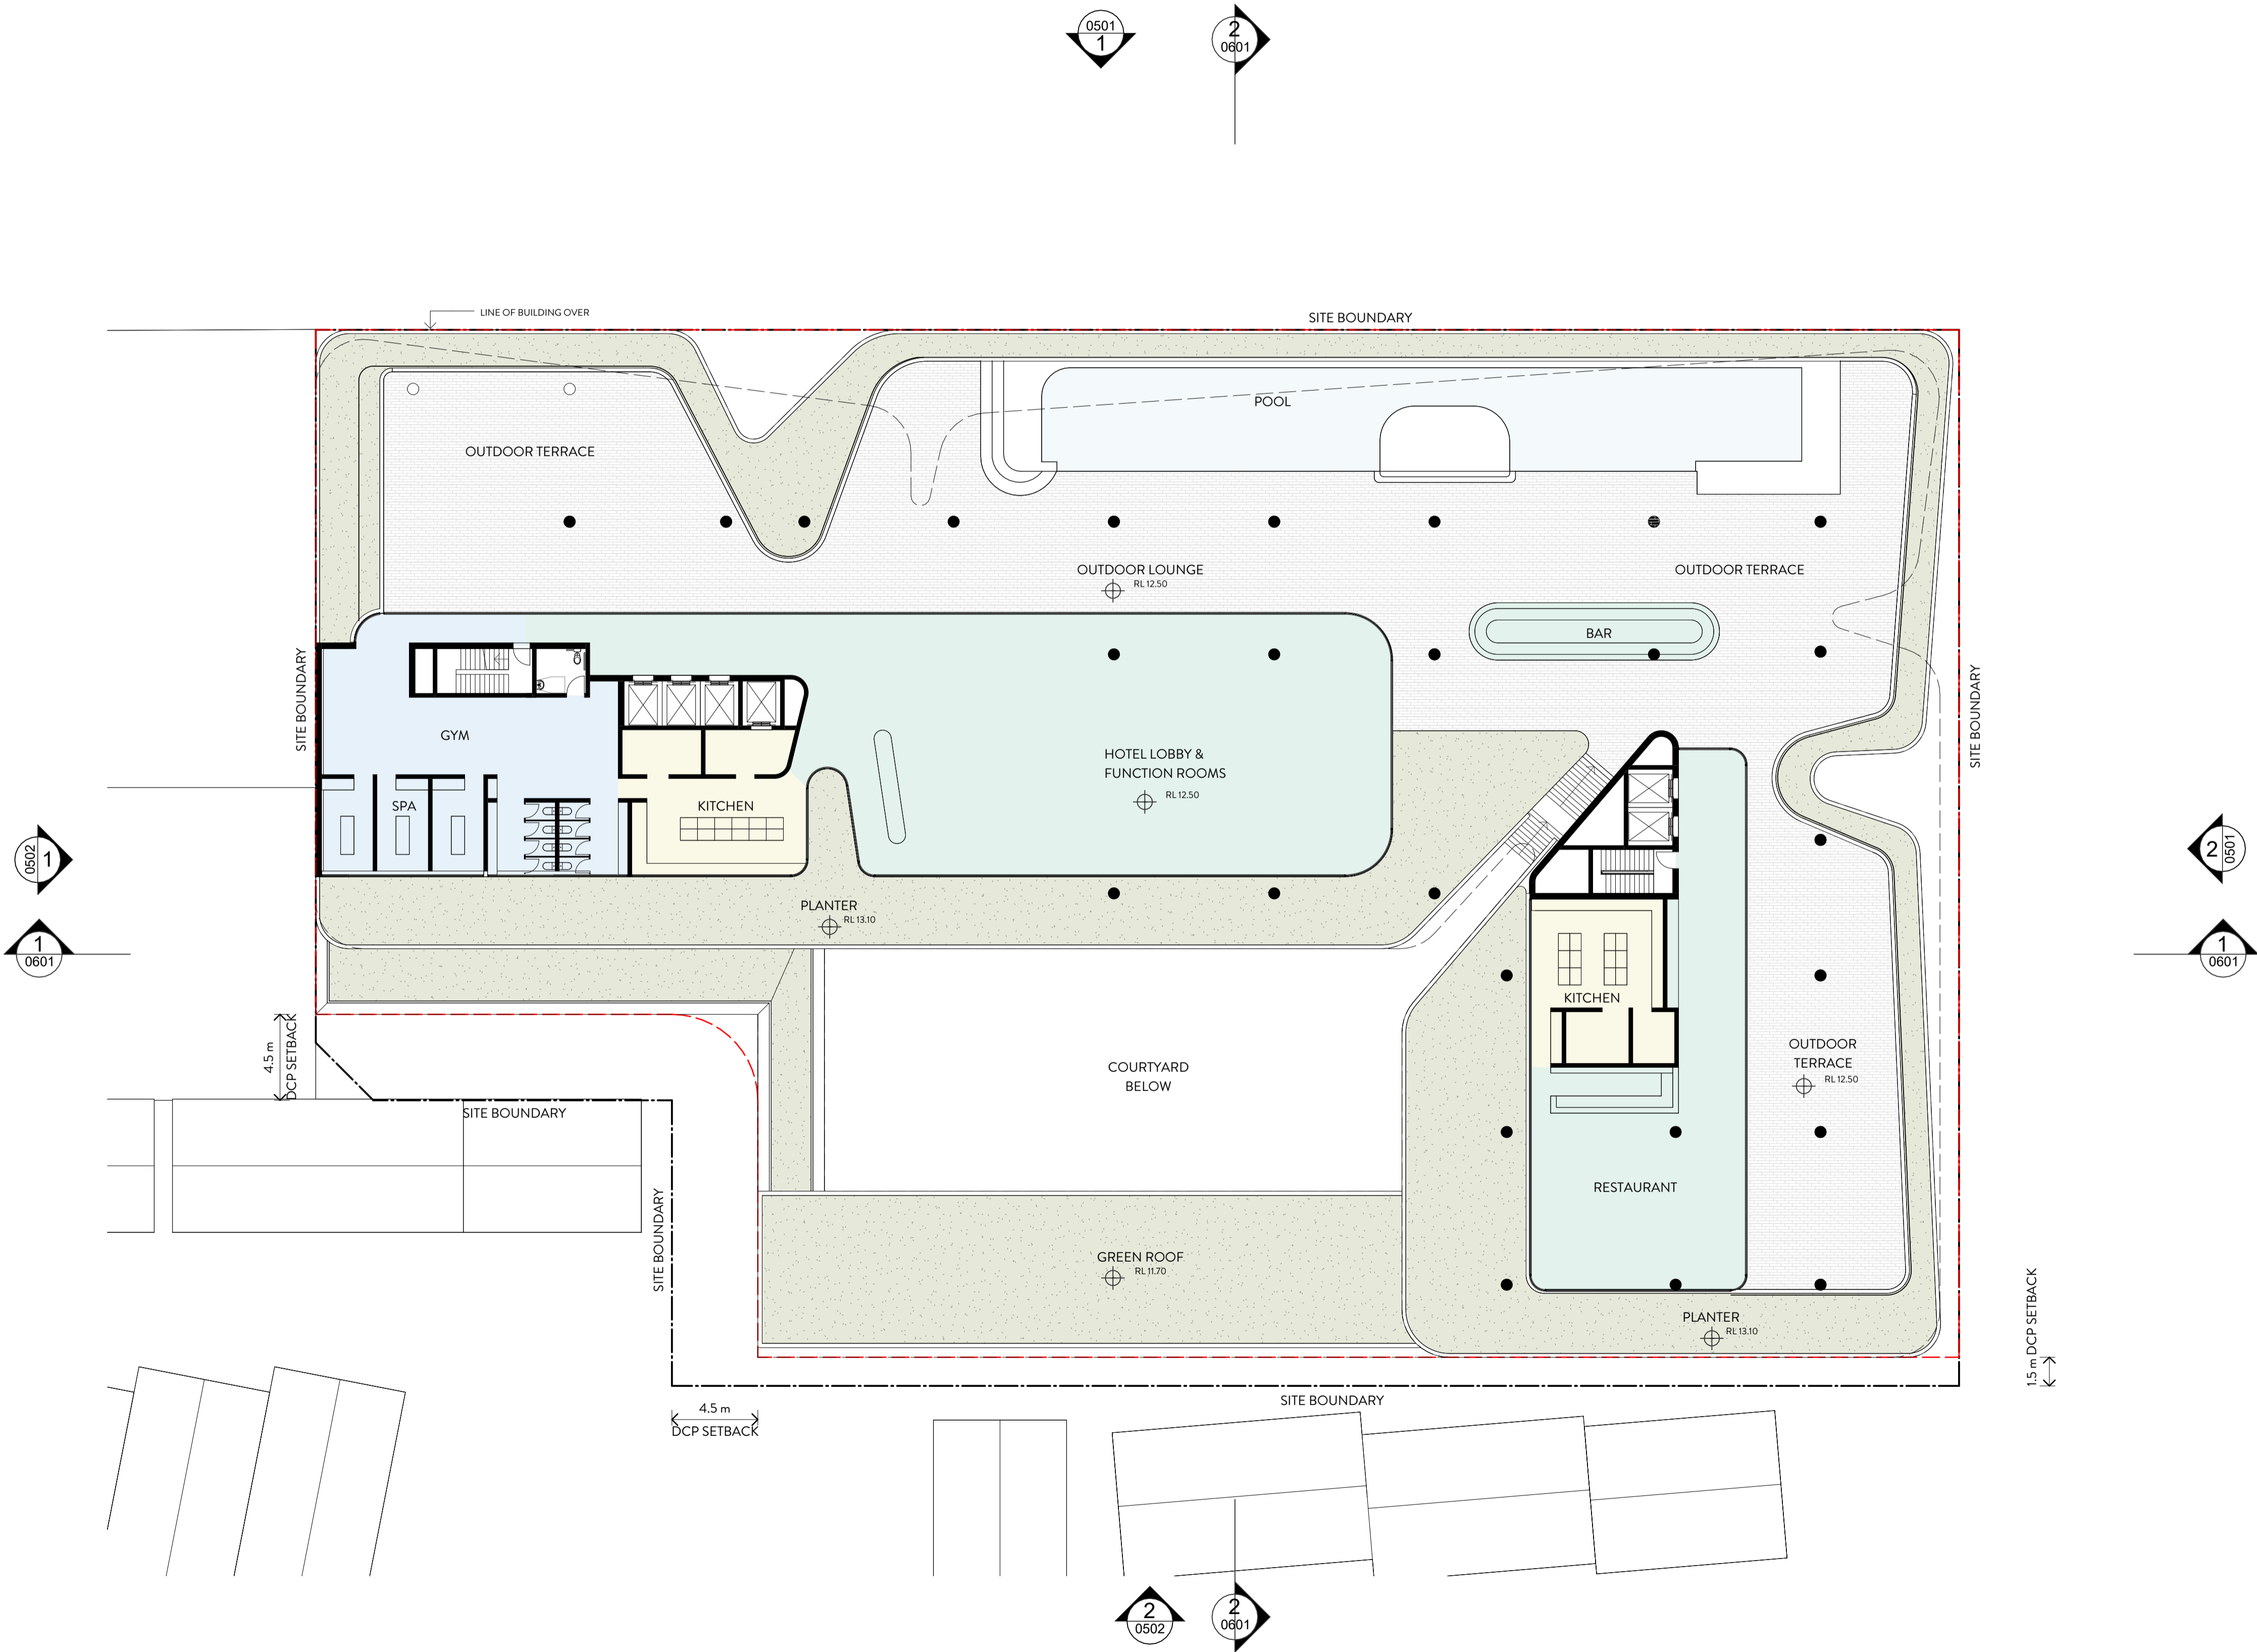 0501
1
2
0601
LINE OF BUILDING OVER
SITE BOUNDARY
POOL
OUTDOOR TERRACE
OUTDOOR LOUNGE
RL 12.50
OUTDOOR TERRACE
BAR
SITE BOUNDARY
SITE BOUNDARY
GYM
HOTEL LOBBY &
FUNCTION ROOMS
RL 12.50
SPA
KITCHEN
1
0502
2
0501
PLANTER
RL 13.10
1
0601
1
0601
KITCHEN
4.5 m
DCP SETBACK
OUTDOOR
TERRACE
RL 12.50
COURTYARD
BELOW
SITE BOUNDARY
RESTAURANT
SITE BOUNDARY
GREEN ROOF
RL 11.70
PLANTER
RL 13.10
1.5 m DCP SETBACK
SITE BOUNDARY
4.5 m
DCP SETBACK
2
0502
2
0601